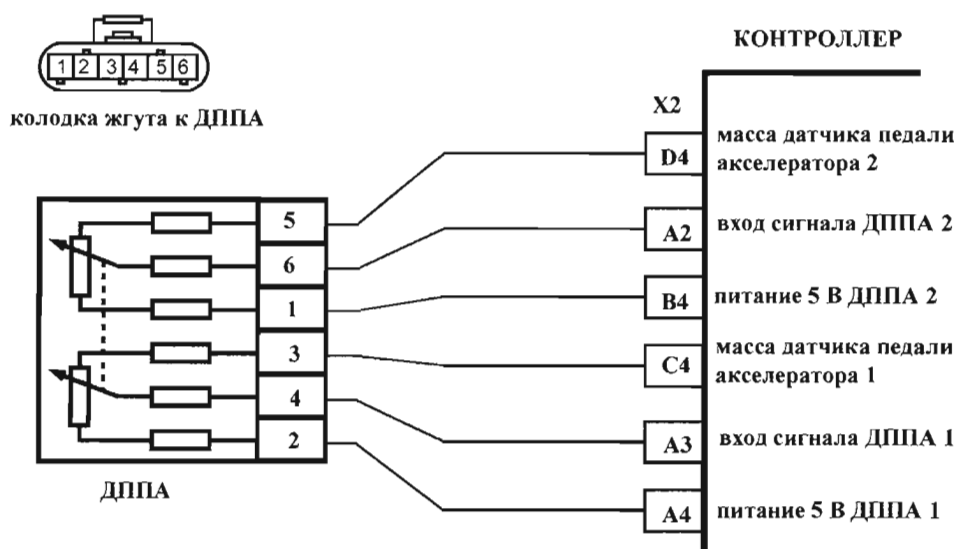 1 2 3 4 5 6
колодка жгута к ДППА
КОНТРОЛЛЕР
X2
D4
масса датчика педали
акселератора 2
A2
вход сигнала ДППА 2
B4
питание 5 В ДППА 2
C4
масса датчика педали
акселератора 1
A3
вход сигнала ДППА 1
A4
питание 5 В ДППА 1
5
6
1
3
4
2
ДППА